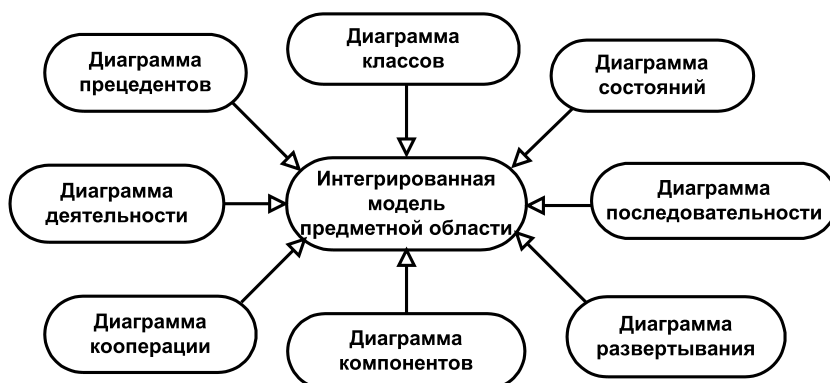 Диаграмма
классов
Диаграмма
прецедентов
Диаграмма
состояний
Диаграмма
деятельности
Интегрированная
модель
предметной области
Диаграмма
последовательности
Диаграмма
кооперации
Диаграмма
компонентов
Диаграмма
развертывания